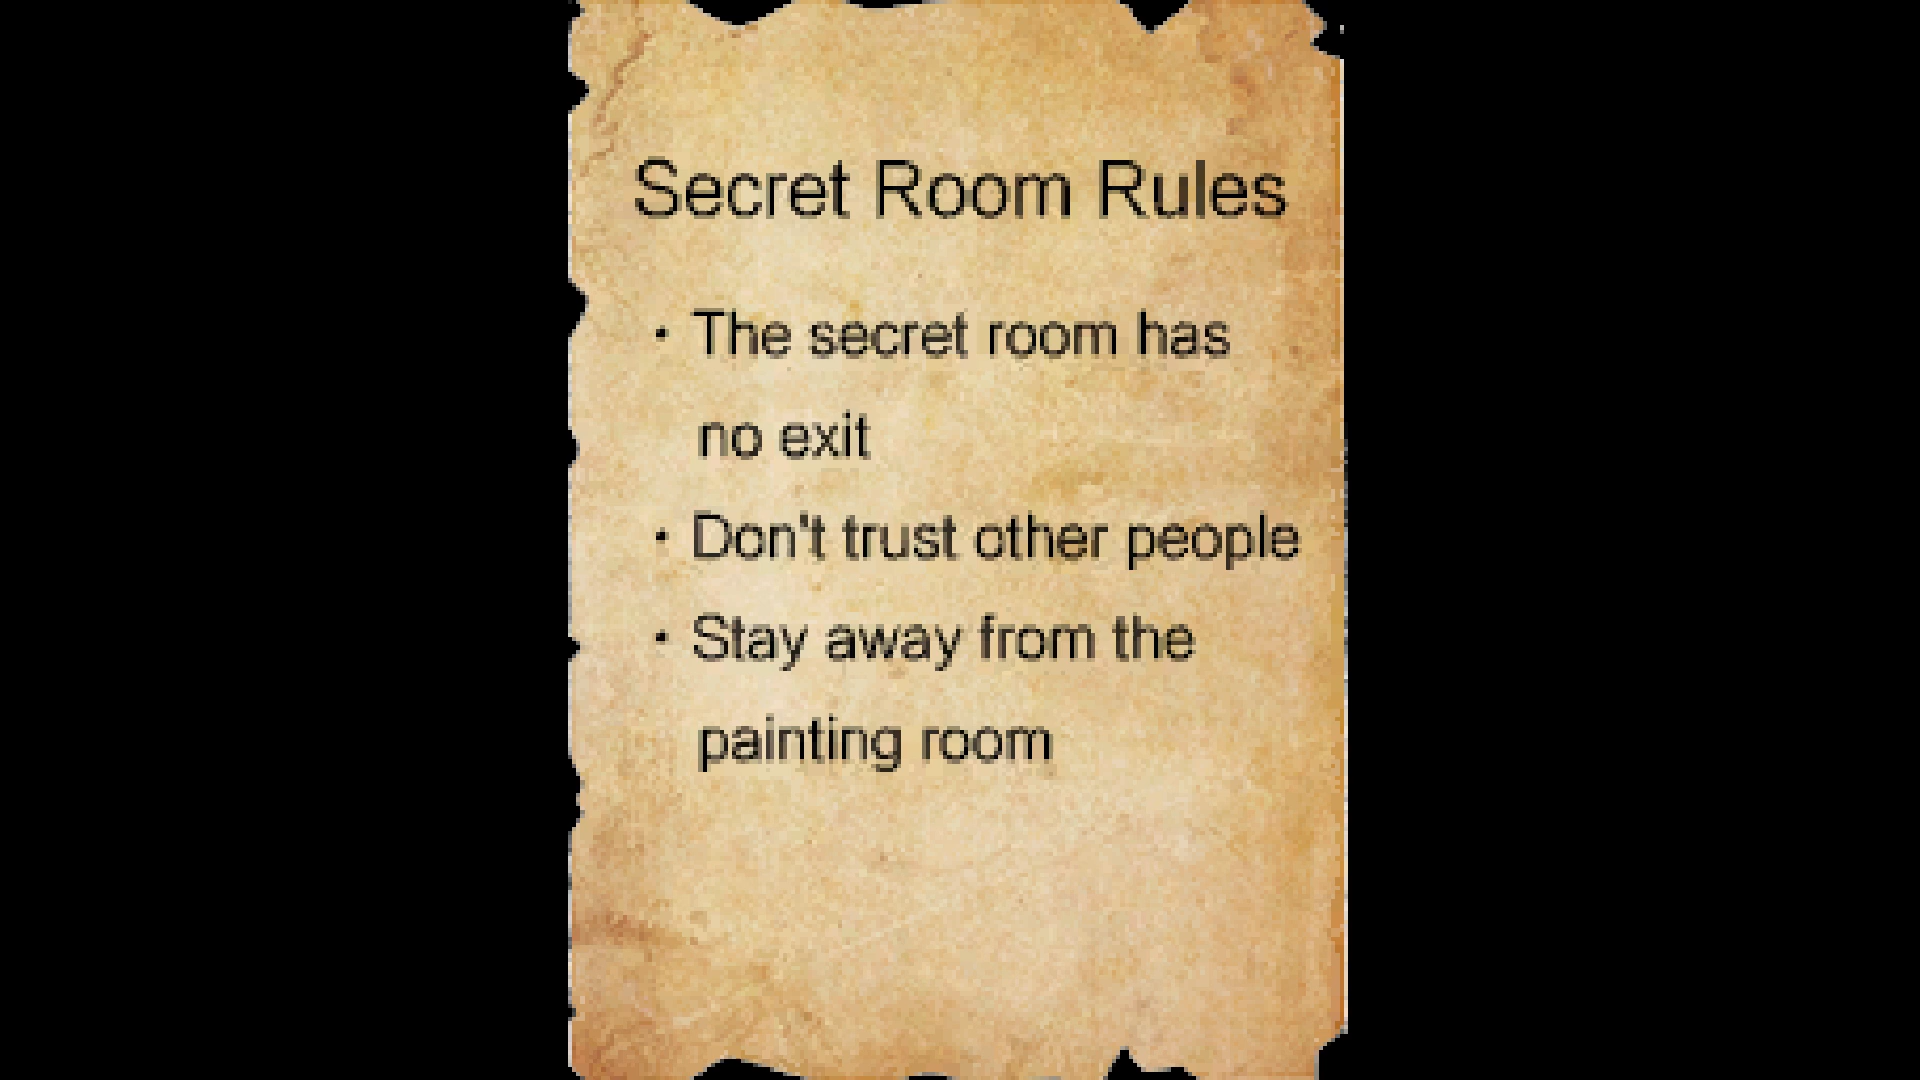 Secret Room Rules
· The secret room has
no exit
· Don't trust other people
· Stay away from the
painting room